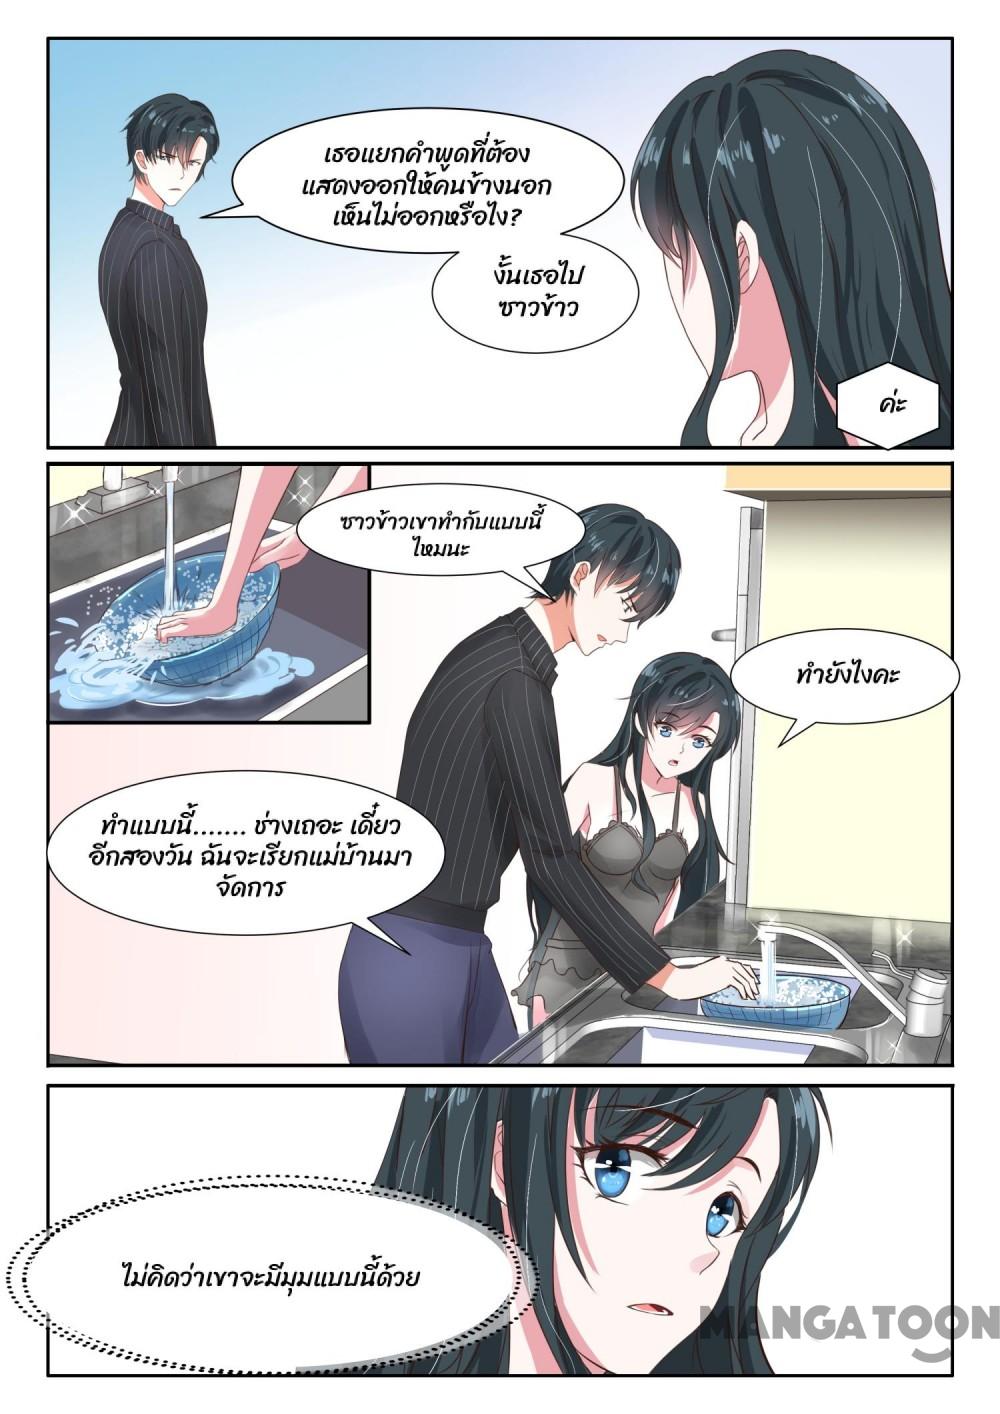 เธอแยกคำพูดที่ต้อง
แสดงออกให้คนข้างนอก
เห็นไม่ออกหรือไง?
งั้นเธอไป
ซาวข้าว
ค่ะ
ซาวข้าวเขาทำกับแบบนี้
ไหมนะ
ทำยังไงคะ
ทำแบบนี้....... ช่างเถอะ เดี๋ยว
อีกสองวัน ฉันจะเรียกแม่บ้านมา
จัดการ
ไม่คิดว่าเขาจะมีมุมแบบนี้ด้วย
MANGATOON